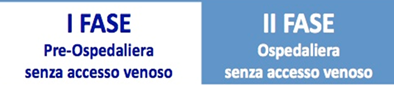 I FASE
Pre-Ospedaliera
senza accesso venoso
II FASE
Ospedaliera
senza accesso venoso